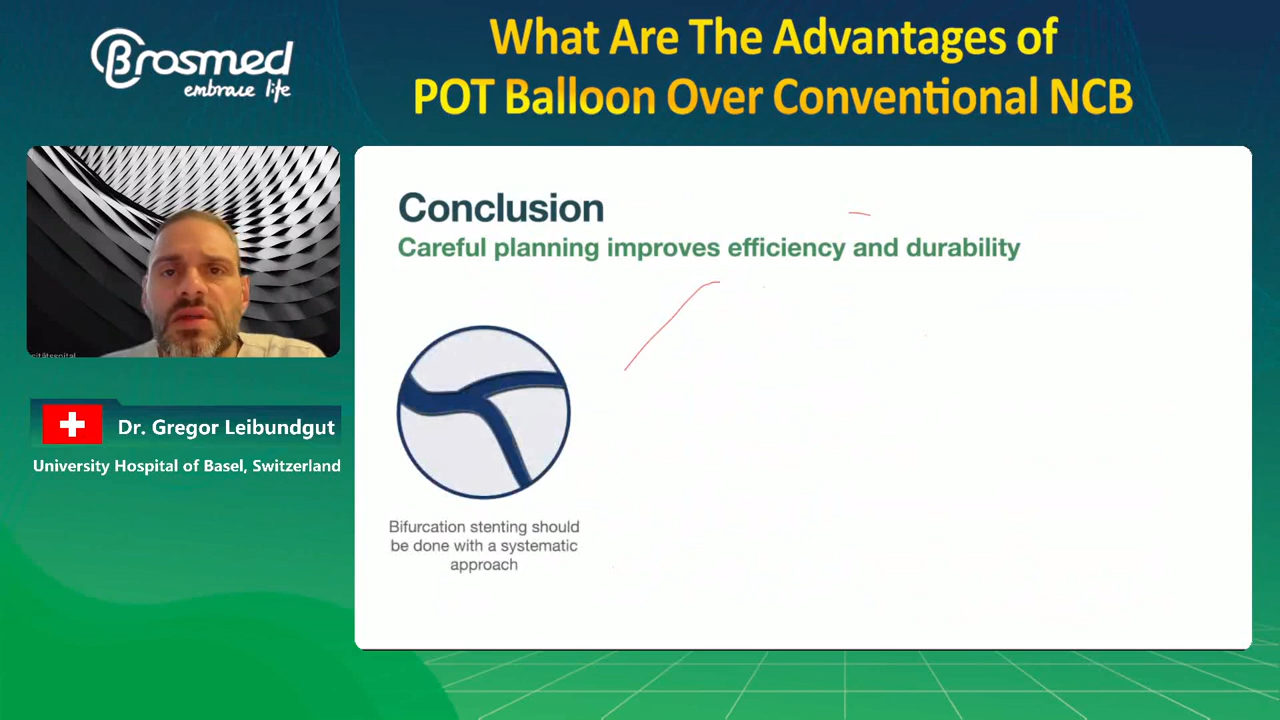 Brosmed
embrace life
What Are The Advantages of
POT Balloon Over Conventional NCB
Conclusion
Careful planning improves efficiency and durability
sitätsspital
Dr. Gregor Leibundgut
University Hospital of Basel, Switzerland
Bifurcation stenting should
be done with a systematic
approach